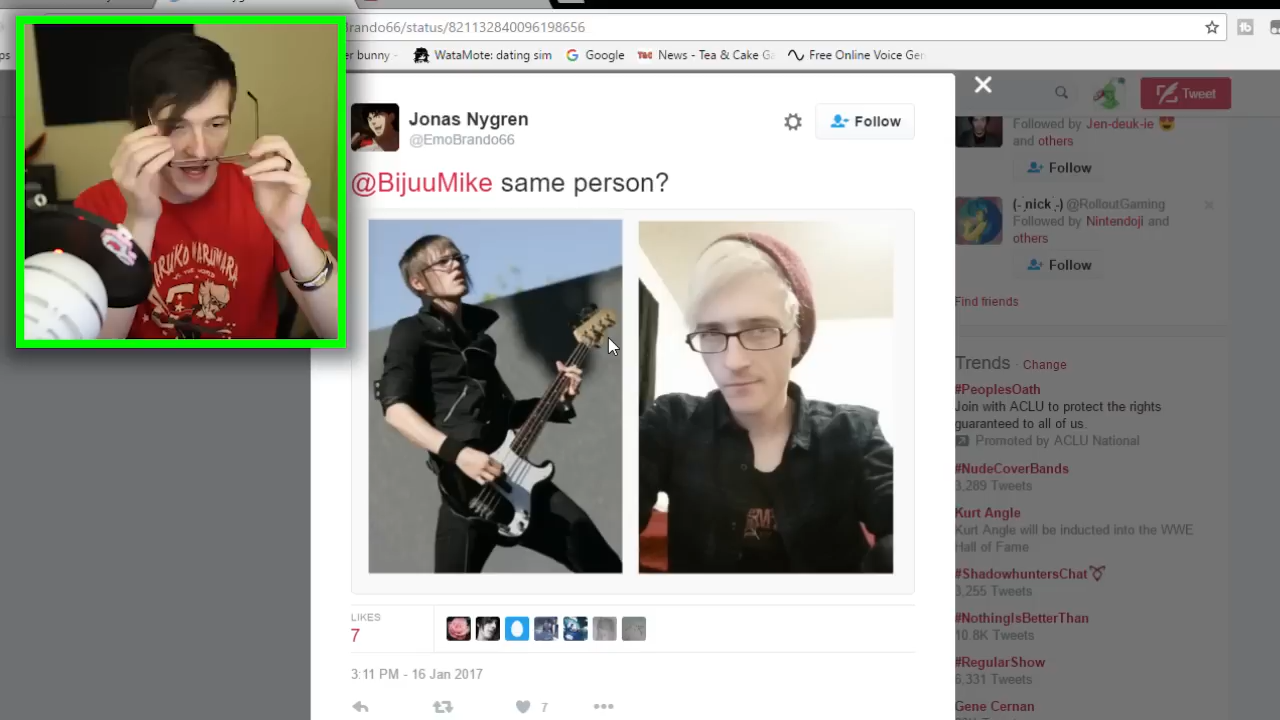 rando66/status/821132840096198656
er bunny
WataMote: dating sim
Google
T&C News - Tea & Cake
Free Online Voice Ge
Jonas Nygren
@EmoBrando66
Follow
@BijuuMike same person?
LIKES
7
3:11 PM - 16 Jan 2017
7
Tweet
Followed by Jen-deuk-ie 😍
and others
Follow
(-˙nick˙-) @RolloutGaming
Followed by Nintendoji and
others
Follow
Find friends
Trends · Change
#PeoplesOath
Join with ACLU to protect the rights
guaranteed to all of us.
Promoted by ACLU National
#NudeCoverBands
3,289 Tweets
Kurt Angle
Kurt Angle will be inducted into the WWE
Hall of Fame
#ShadowhuntersChat
3,255 Tweets
#NothingIsBetterThan
10.8K Tweets
#RegularShow
6,331 Tweets
Gene Cernan